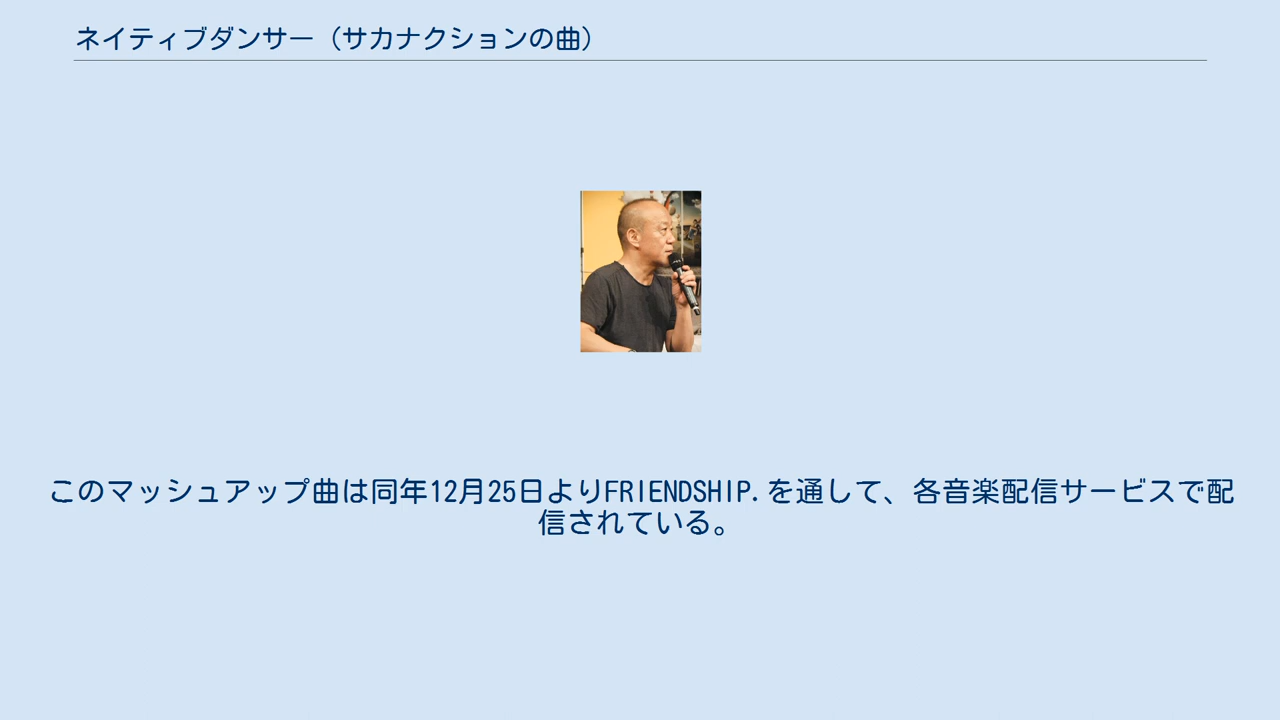 ネイティブダンサー（サカナクションの曲）
このマッシュアップ曲は同年12月25日よりFRIENDSHIP.を通して、各音楽配信サービスで配
信されている。